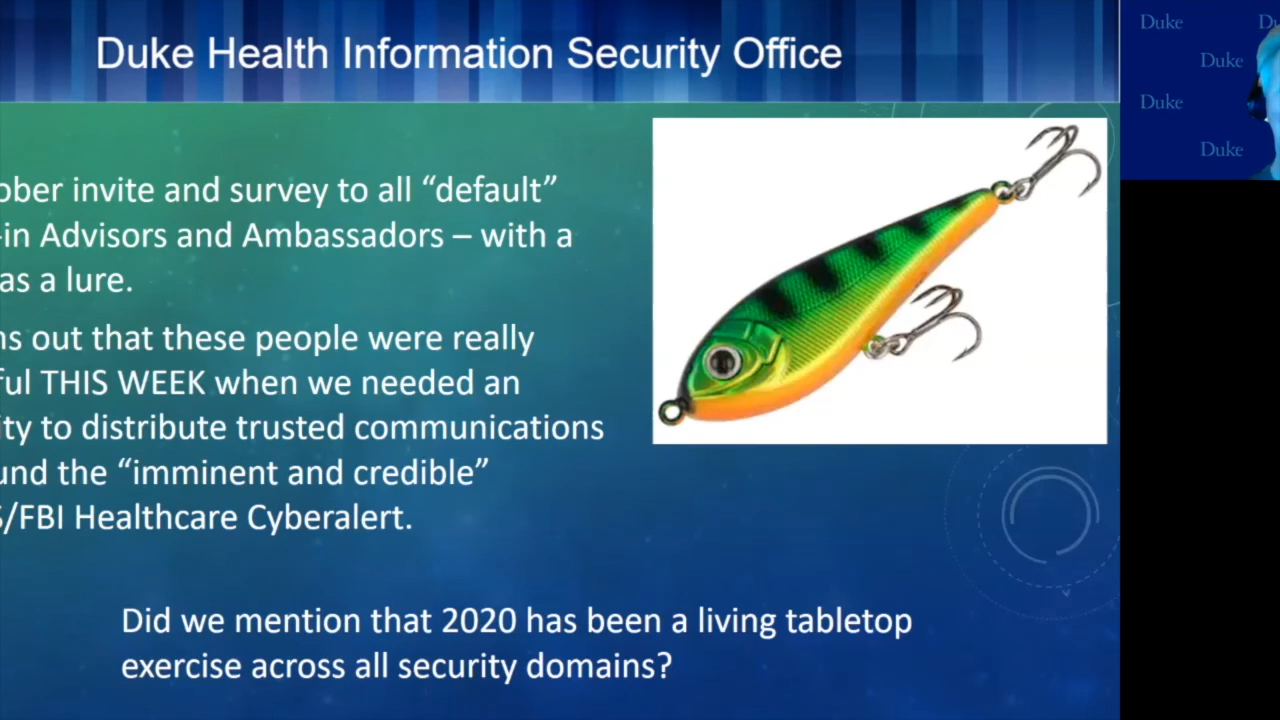 Duke Health Information Security Office
ober invite and survey to all “default”
-in Advisors and Ambassadors – with a
as a lure.
ns out that these people were really
ful THIS WEEK when we needed an
ity to distribute trusted communications
und the “imminent and credible”
S/FBI Healthcare Cyberalert.
Did we mention that 2020 has been a living tabletop
exercise across all security domains?
Duke
Du
Duke
Duke
Duke